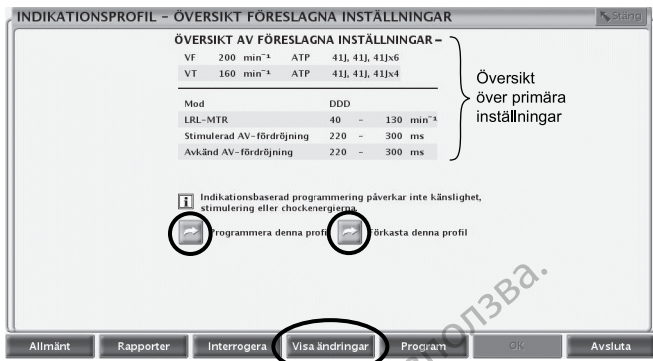 INDIKATIONSPROFIL – ÖVERSIKT FÖRESLAGNA INSTÄLLNINGAR Stäng
ÖVERSIKT AV FÖRESLAGNA INSTÄLLNINGAR –
VF 200 min⁻¹ ATP 41J, 41J, 41Jx6
VT 160 min⁻¹ ATP 41J, 41J, 41Jx4
Översikt
över primära
inställningar
Mod DDD
LRL-MTR 40 – 130 min⁻¹
Stimulerad AV-fördröjning 220 – 300 ms
Avkänd AV-fördröjning 220 – 300 ms
i Indikationsbaserad programmering påverkar inte känslighet,
stimulering eller chockenergierna.
Programmera denna profil Förkasta denna profil
Allmänt Rapporter Interrogera Visa ändringar Program OK Avsluta